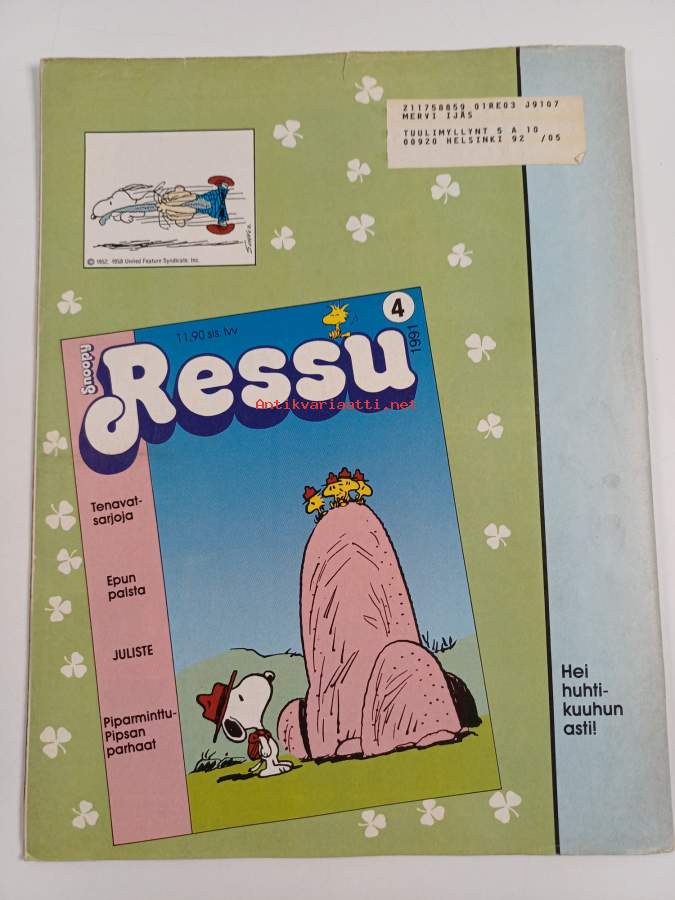 211758859 01RE03 J9107
MERVI IJÄS
TUULIMYLLYNT 5 A 10
00920 HELSINKI 92 /05
© 1952, 1958 United Feature Syndicate, Inc.
Snoopy
11,90 sis. lvv
4
1991
Ressu
Antikvariaatti.net
Tenavat-
sarjoja
Epun
palsta
JULISTE
Piparminttu-
Pipsan
parhaat
Hei
huhti-
kuuhun
asti!